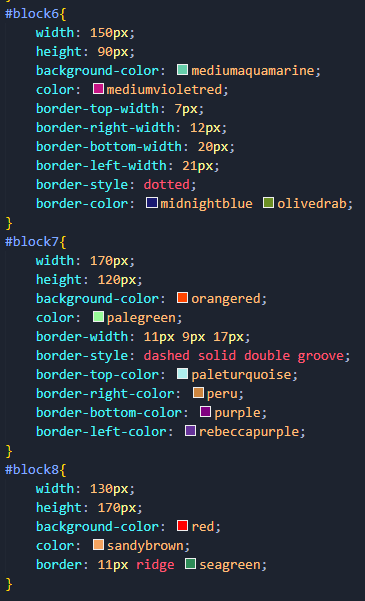 #block6{
    width: 150px;
    height: 90px;
    background-color: mediumaquamarine;
    color: mediumvioletred;
    border-top-width: 7px;
    border-right-width: 12px;
    border-bottom-width: 20px;
    border-left-width: 21px;
    border-style: dotted;
    border-color: midnightblue olivedrab;
}
#block7{
    width: 170px;
    height: 120px;
    background-color: orangered;
    color: palegreen;
    border-width: 11px 9px 17px;
    border-style: dashed solid double groove;
    border-top-color: paleturquoise;
    border-right-color: peru;
    border-bottom-color: purple;
    border-left-color: rebeccapurple;
}
#block8{
    width: 130px;
    height: 170px;
    background-color: red;
    color: sandybrown;
    border: 11px ridge seagreen;
}